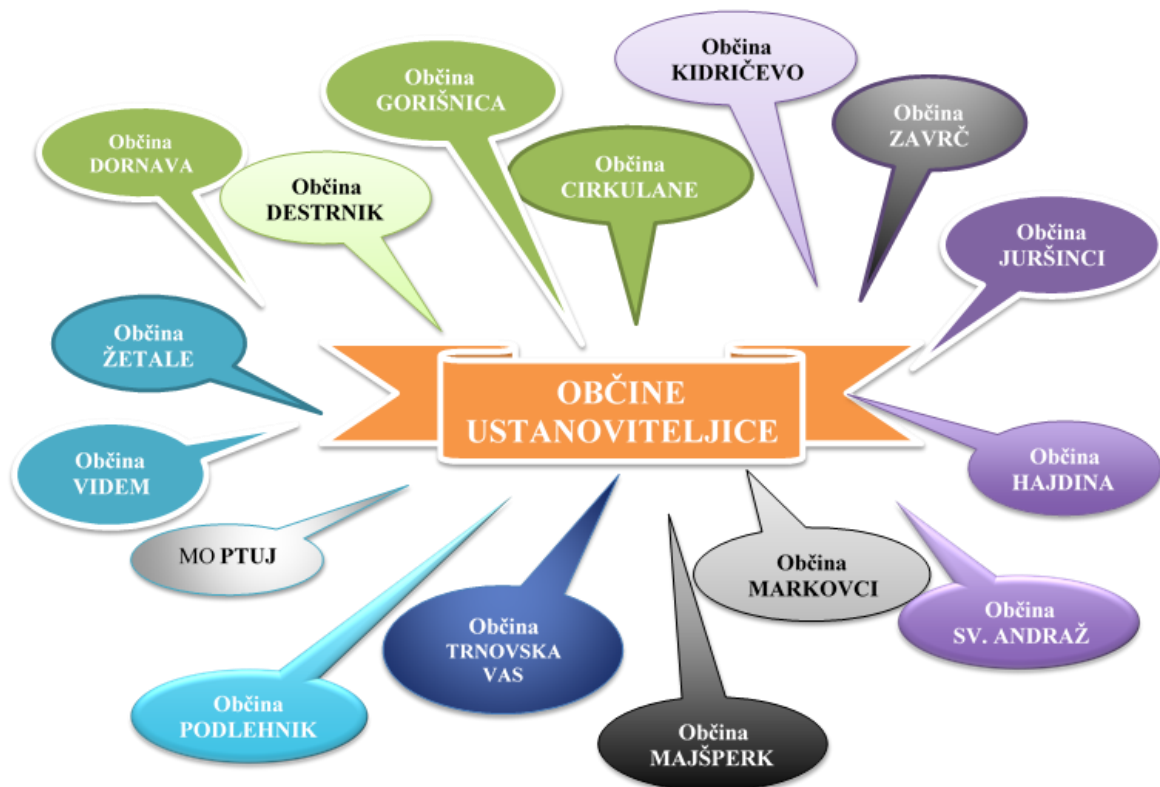 Občina
KIDRIČEVO
Občina
GORIŠNICA
Občina
ZAVRČ
Občina
DORNAVA
Občina
DESTRNIK
Občina
CIRKULANE
Občina
JURŠINCI
Občina
ŽETALE
OBČINE
USTANOVITELJICE
Občina
VIDEM
Občina
HAJDINA
MO PTUJ
Občina
MARKOVCI
Občina
TRNOVSKA
VAS
Občina
SV. ANDRAŽ
Občina
PODLEHNIK
Občina
MAJŠPERK